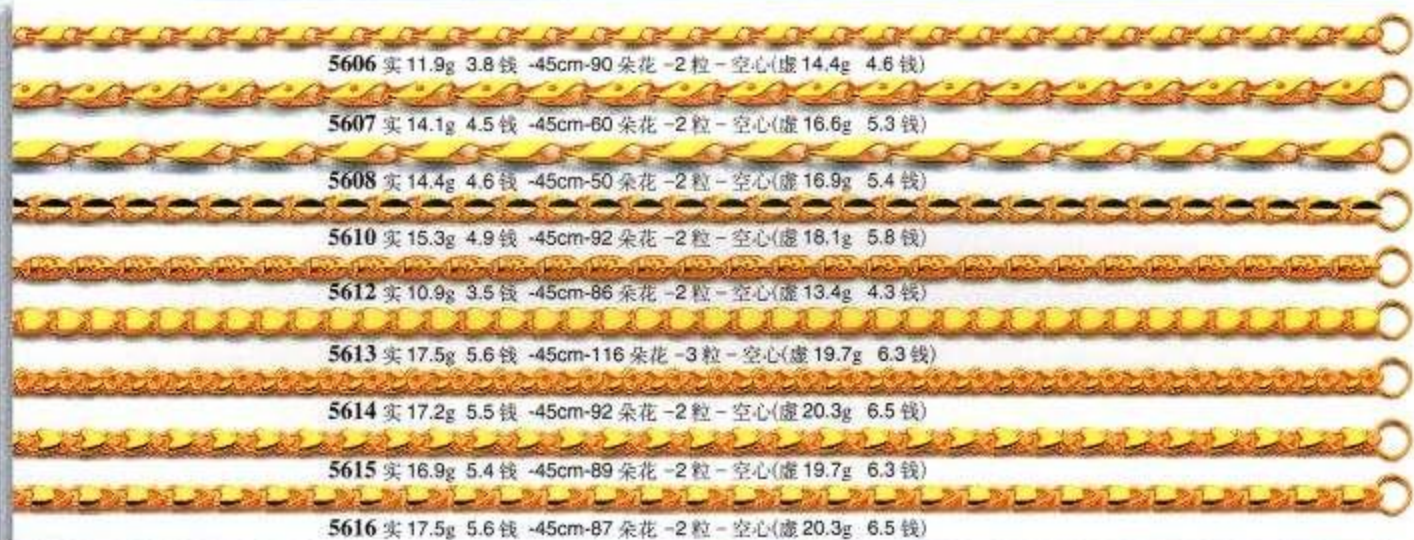 5606 实 11.9g 3.8 钱 -45cm-90 朵花 -2 粒 - 空心(虚 14.4g 4.6 钱)
5607 实 14.1g 4.5 钱 -45cm-60 朵花 -2 粒 - 空心(虚 16.6g 5.3 钱)
5608 实 14.4g 4.6 钱 -45cm-50 朵花 -2 粒 - 空心(虚 16.9g 5.4 钱)
5610 实 15.3g 4.9 钱 -45cm-92 朵花 -2 粒 - 空心(虚 18.1g 5.8 钱)
5612 实 10.9g 3.5 钱 -45cm-86 朵花 -2 粒 - 空心(虚 13.4g 4.3 钱)
5613 实 17.5g 5.6 钱 -45cm-116 朵花 -3 粒 - 空心(虚 19.7g 6.3 钱)
5614 实 17.2g 5.5 钱 -45cm-92 朵花 -2 粒 - 空心(虚 20.3g 6.5 钱)
5615 实 16.9g 5.4 钱 -45cm-89 朵花 -2 粒 - 空心(虚 19.7g 6.3 钱)
5616 实 17.5g 5.6 钱 -45cm-87 朵花 -2 粒 - 空心(虚 20.3g 6.5 钱)